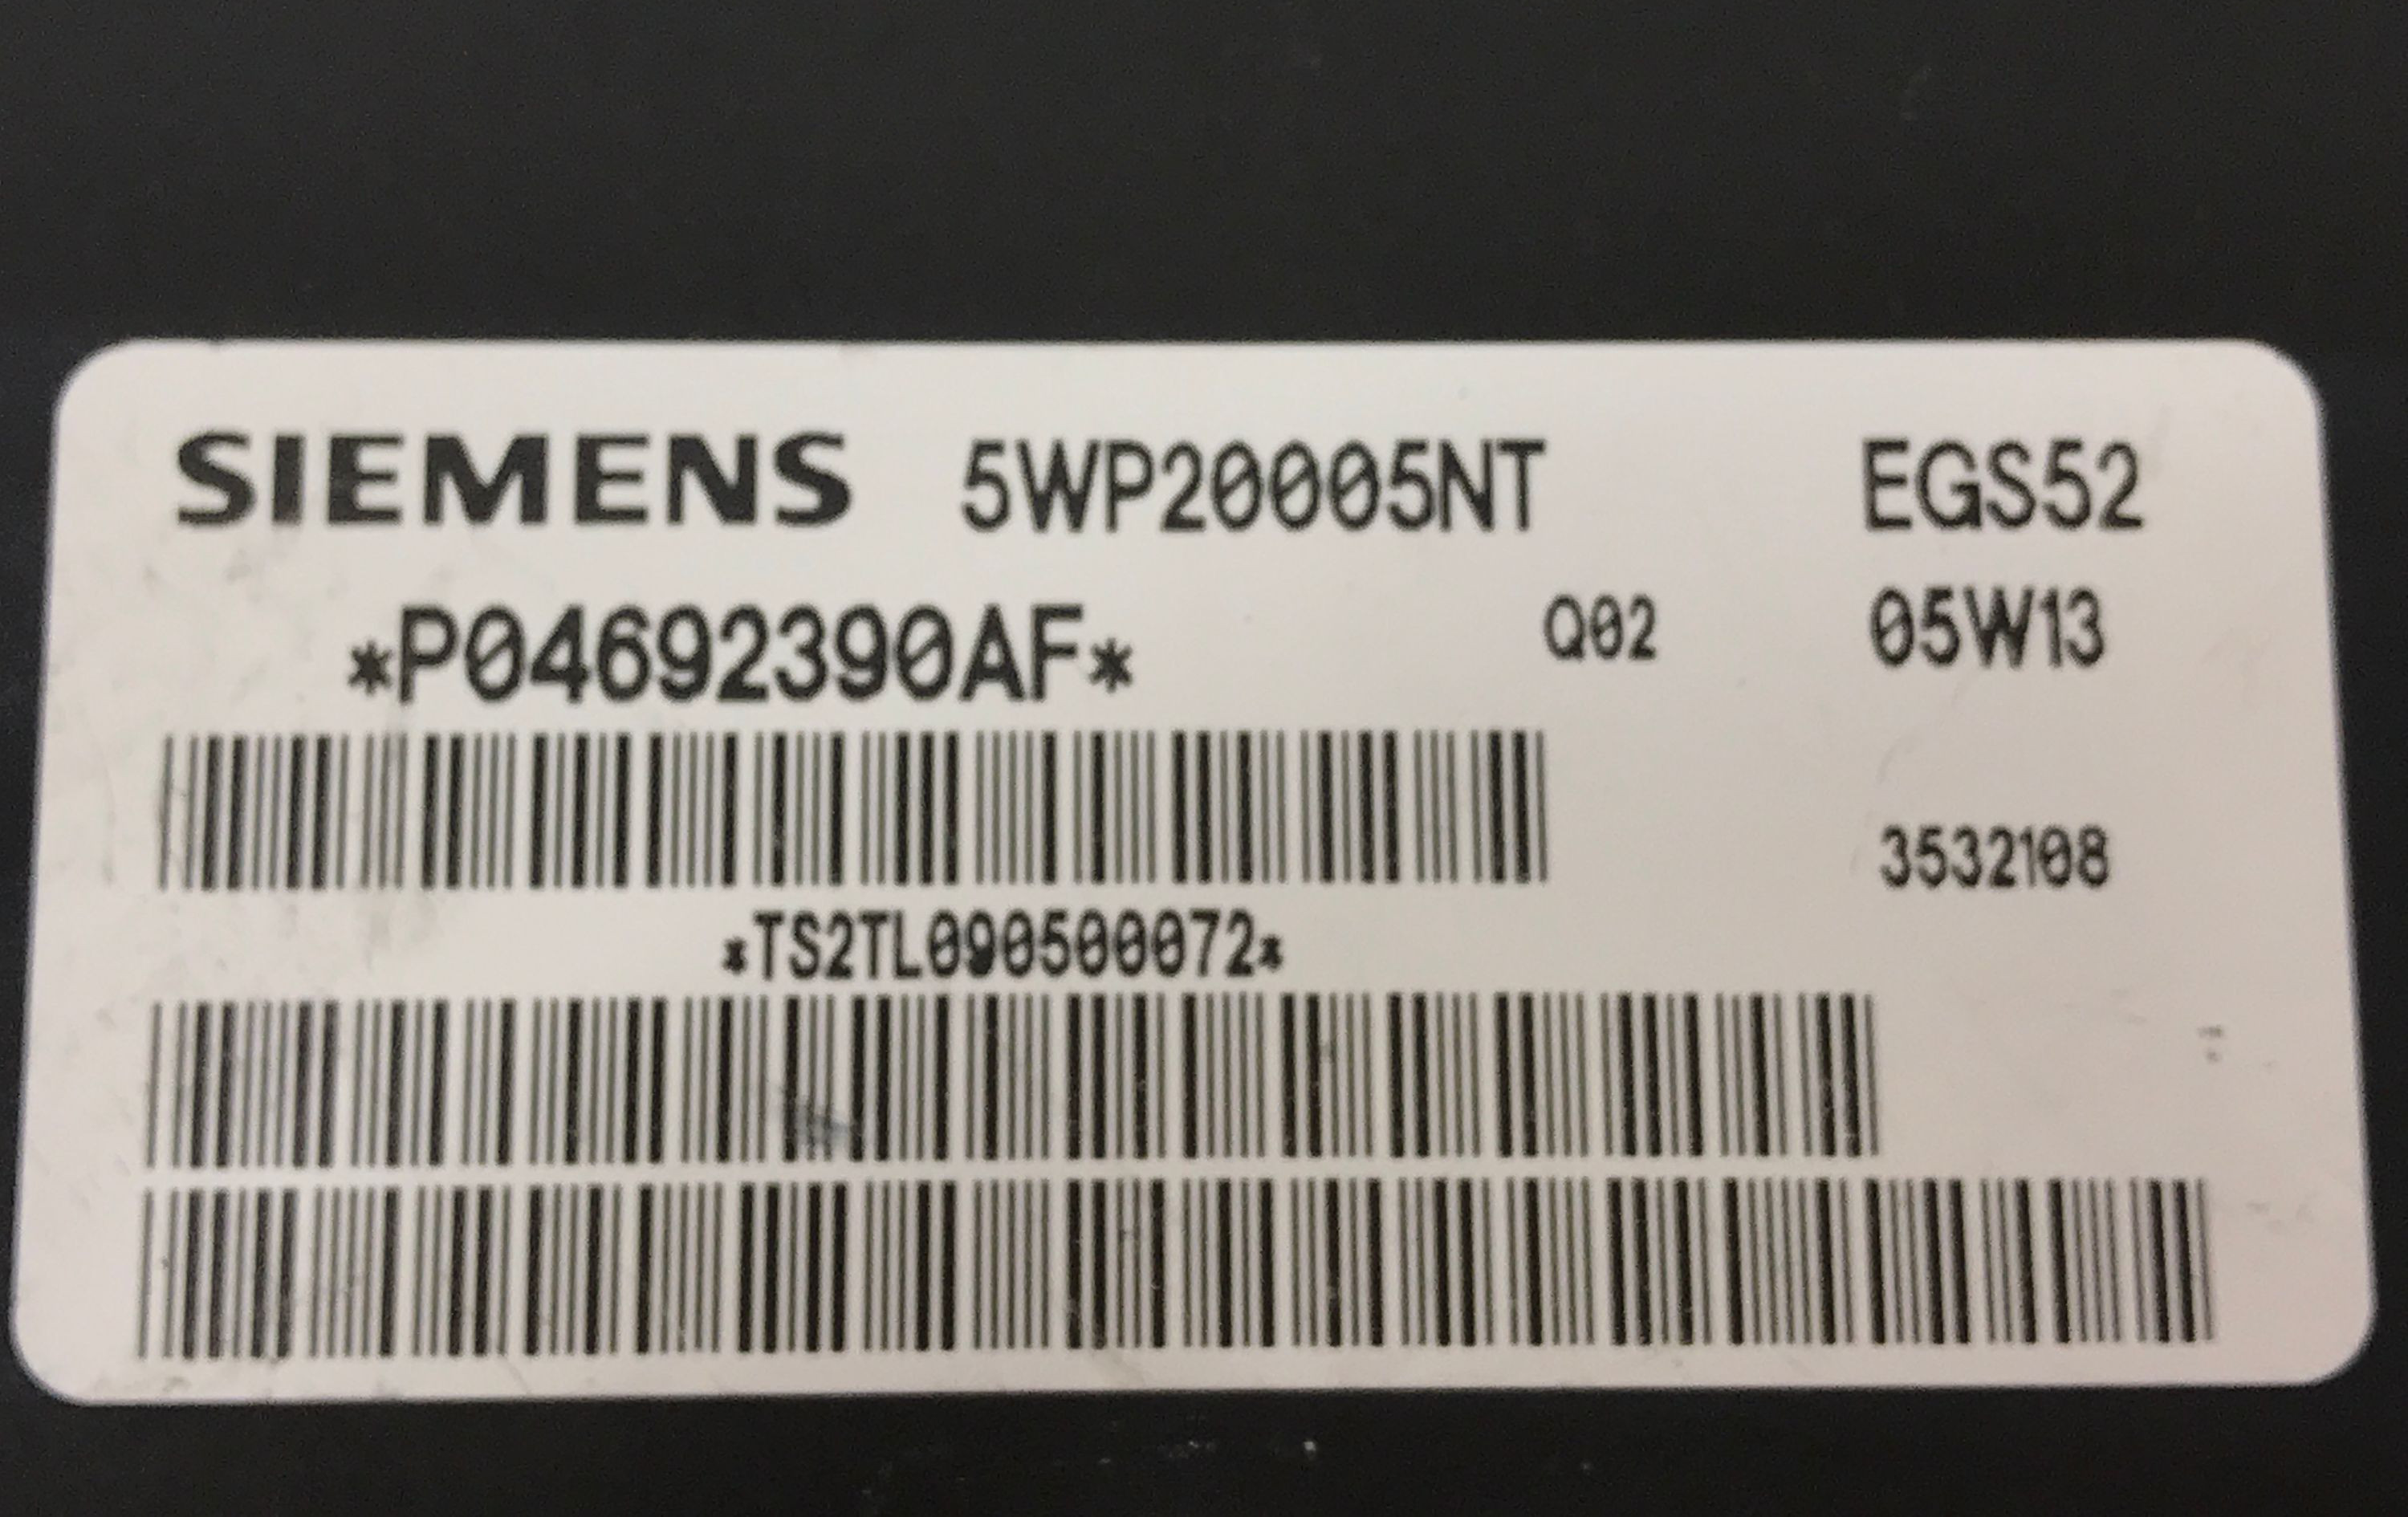 SIEMENS 5WP20005NT EGS52
*P04692390AF* Q02 05W13
3532108
*TS2TL090500072*